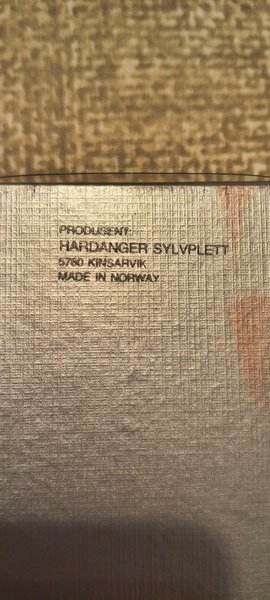 PRODUSENT:
HARDANGER SYLVPLETT
5780 KINSARVIK
MADE IN NORWAY